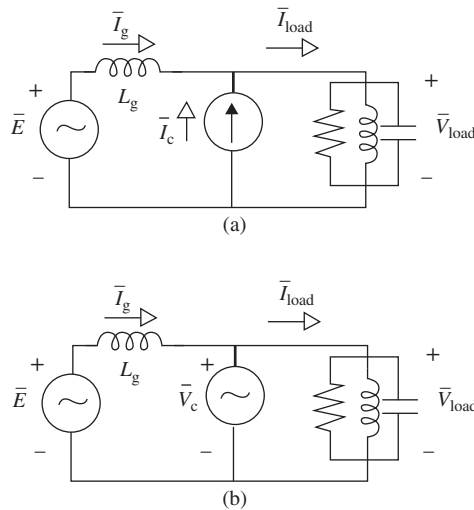 I̅g I̅load
+ Lg +
E̅ I̅c V̅load
− −
(a)
I̅g I̅load
+ Lg + +
E̅ V̅c V̅load
− − −
(b)